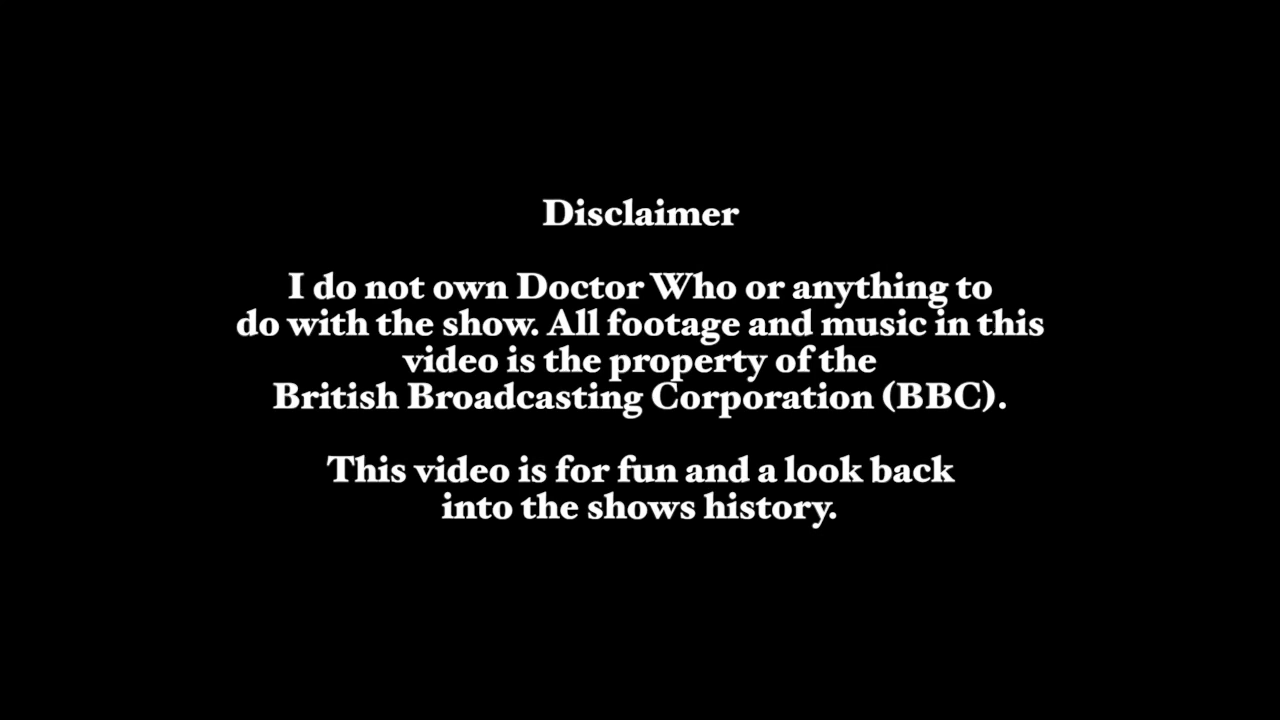 Disclaimer
I do not own Doctor Who or anything to
do with the show. All footage and music in this
video is the property of the
British Broadcasting Corporation (BBC).
This video is for fun and a look back
into the shows history.